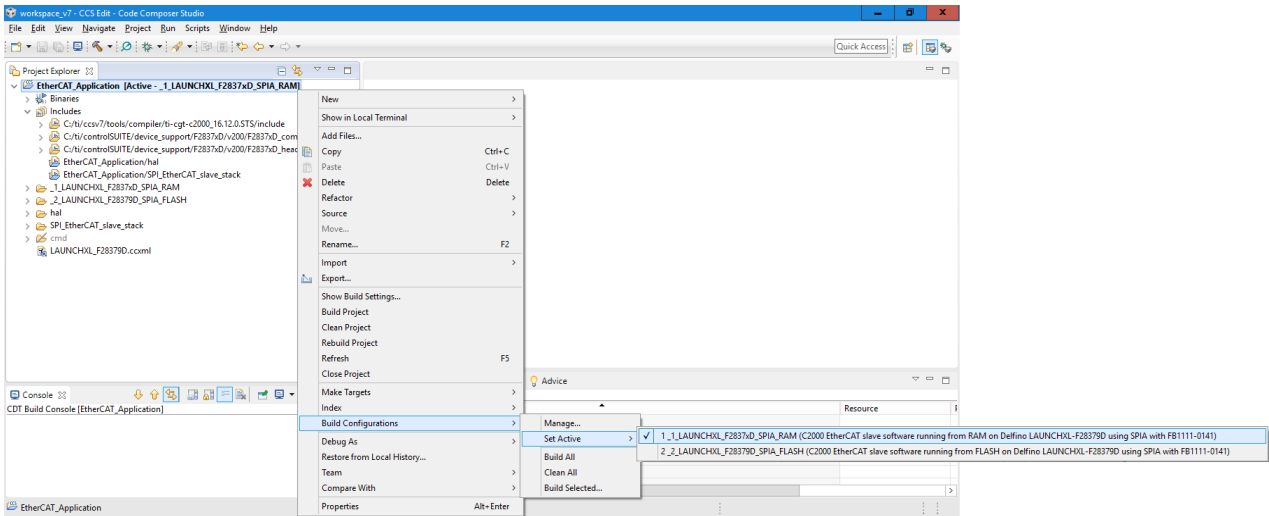 workspace_v7 - CCS Edit - Code Composer Studio
File Edit View Navigate Project Run Scripts Window Help
Quick Access
Project Explorer
EtherCAT_Application [Active - _1_LAUNCHXL_F2837xD_SPIA_RAM]
Binaries
Includes
C:/ti/ccsv7/tools/compiler/ti-cgt-c2000_16.12.0.STS/include
C:/ti/controlSUITE/device_support/F2837xD/v200/F2837xD_com
C:/ti/controlSUITE/device_support/F2837xD/v200/F2837xD_head
EtherCAT_Application/hal
EtherCAT_Application/SPI_EtherCAT_slave_stack
_1_LAUNCHXL_F2837xD_SPIA_RAM
_2_LAUNCHXL_F28379D_SPIA_FLASH
hal
SPI_EtherCAT_slave_stack
cmd
LAUNCHXL_F28379D.ccxml
New
Show in Local Terminal
Add Files...
Copy Ctrl+C
Paste Ctrl+V
Delete Delete
Refactor
Source
Move...
Rename... F2
Import
Export...
Show Build Settings...
Build Project
Clean Project
Rebuild Project
Refresh F5
Close Project
Make Targets
Index
Build Configurations
Debug As
Restore from Local History...
Team
Compare With
Properties Alt+Enter
Manage...
Set Active
Build All
Clean All
Build Selected...
1 _1_LAUNCHXL_F2837xD_SPIA_RAM (C2000 EtherCAT slave software running from RAM on Delfino LAUNCHXL-F28379D using SPIA with FB1111-0141)
2 _2_LAUNCHXL_F28379D_SPIA_FLASH (C2000 EtherCAT slave software running from FLASH on Delfino LAUNCHXL-F28379D using SPIA with FB1111-0141)
Console
CDT Build Console [EtherCAT_Application]
Advice
Resource
EtherCAT_Application